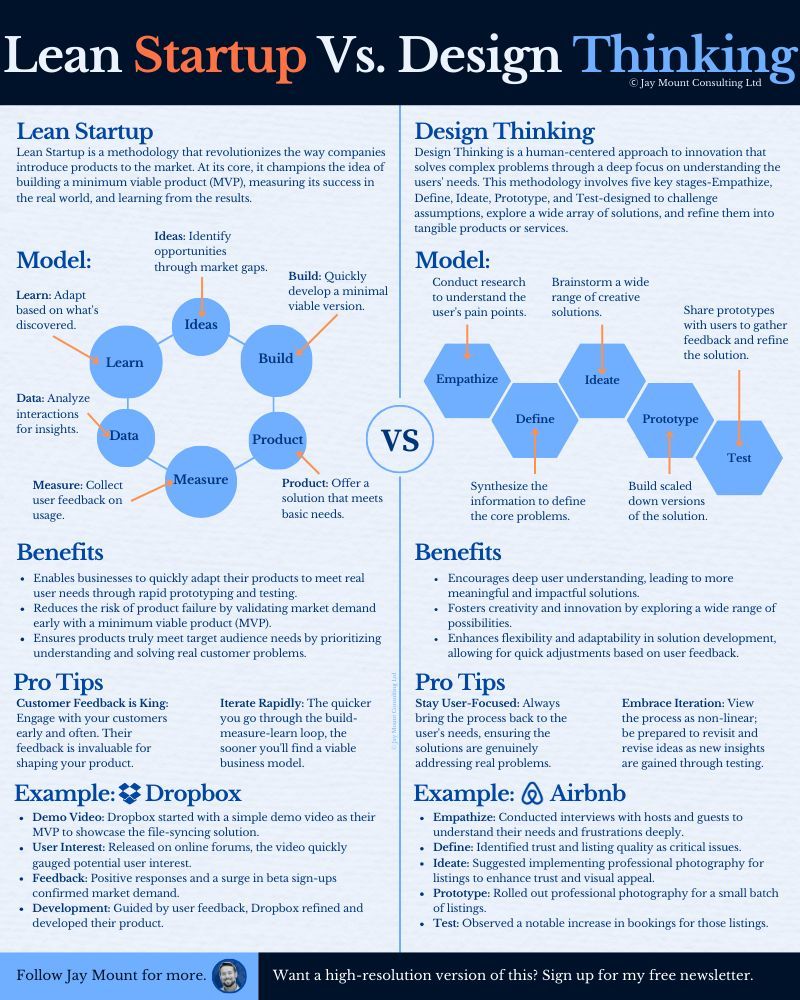 Lean Startup Vs. Design Thinking
© Jay Mount Consulting Ltd
Lean Startup
Lean Startup is a methodology that revolutionizes the way companies
introduce products to the market. At its core, it champions the idea of
building a minimum viable product (MVP), measuring its success in
the real world, and learning from the results.
Model:
Ideas: Identify
opportunities
through market gaps.
Build: Quickly
develop a minimal
viable version.
Learn: Adapt
based on what's
discovered.
Ideas
Learn
Build
Data: Analyze
interactions
for insights.
Data
Product
Measure
Measure: Collect
user feedback on
usage.
Product: Offer a
solution that meets
basic needs.
Benefits
• Enables businesses to quickly adapt their products to meet real
user needs through rapid prototyping and testing.
• Reduces the risk of product failure by validating market demand
early with a minimum viable product (MVP).
• Ensures products truly meet target audience needs by prioritizing
understanding and solving real customer problems.
Pro Tips
Customer Feedback is King:
Engage with your customers
early and often. Their
feedback is invaluable for
shaping your product.
Iterate Rapidly: The quicker
you go through the build-
measure-learn loop, the
sooner you'll find a viable
business model.
Example: Dropbox
• Demo Video: Dropbox started with a simple demo video as their
MVP to showcase the file-syncing solution.
• User Interest: Released on online forums, the video quickly
gauged potential user interest.
• Feedback: Positive responses and a surge in beta sign-ups
confirmed market demand.
• Development: Guided by user feedback, Dropbox refined and
developed their product.
VS
© Jay Mount Consulting Ltd
Design Thinking
Design Thinking is a human-centered approach to innovation that
solves complex problems through a deep focus on understanding the
users' needs. This methodology involves five key stages-Empathize,
Define, Ideate, Prototype, and Test-designed to challenge
assumptions, explore a wide array of solutions, and refine them into
tangible products or services.
Model:
Conduct research
to understand the
user's pain points.
Brainstorm a wide
range of creative
solutions.
Share prototypes
with users to gather
feedback and refine
the solution.
Empathize
Ideate
Define
Prototype
Test
Synthesize the
information to define
the core problems.
Build scaled
down versions
of the solution.
Benefits
• Encourages deep user understanding, leading to more
meaningful and impactful solutions.
• Fosters creativity and innovation by exploring a wide range of
possibilities.
• Enhances flexibility and adaptability in solution development,
allowing for quick adjustments based on user feedback.
Pro Tips
Stay User-Focused: Always
bring the process back to the
user's needs, ensuring the
solutions are genuinely
addressing real problems.
Embrace Iteration: View
the process as non-linear;
be prepared to revisit and
revise ideas as new insights
are gained through testing.
Example: Airbnb
• Empathize: Conducted interviews with hosts and guests to
understand their needs and frustrations deeply.
• Define: Identified trust and listing quality as critical issues.
• Ideate: Suggested implementing professional photography for
listings to enhance trust and visual appeal.
• Prototype: Rolled out professional photography for a small batch
of listings.
• Test: Observed a notable increase in bookings for those listings.
Follow Jay Mount for more.
Want a high-resolution version of this? Sign up for my free newsletter.